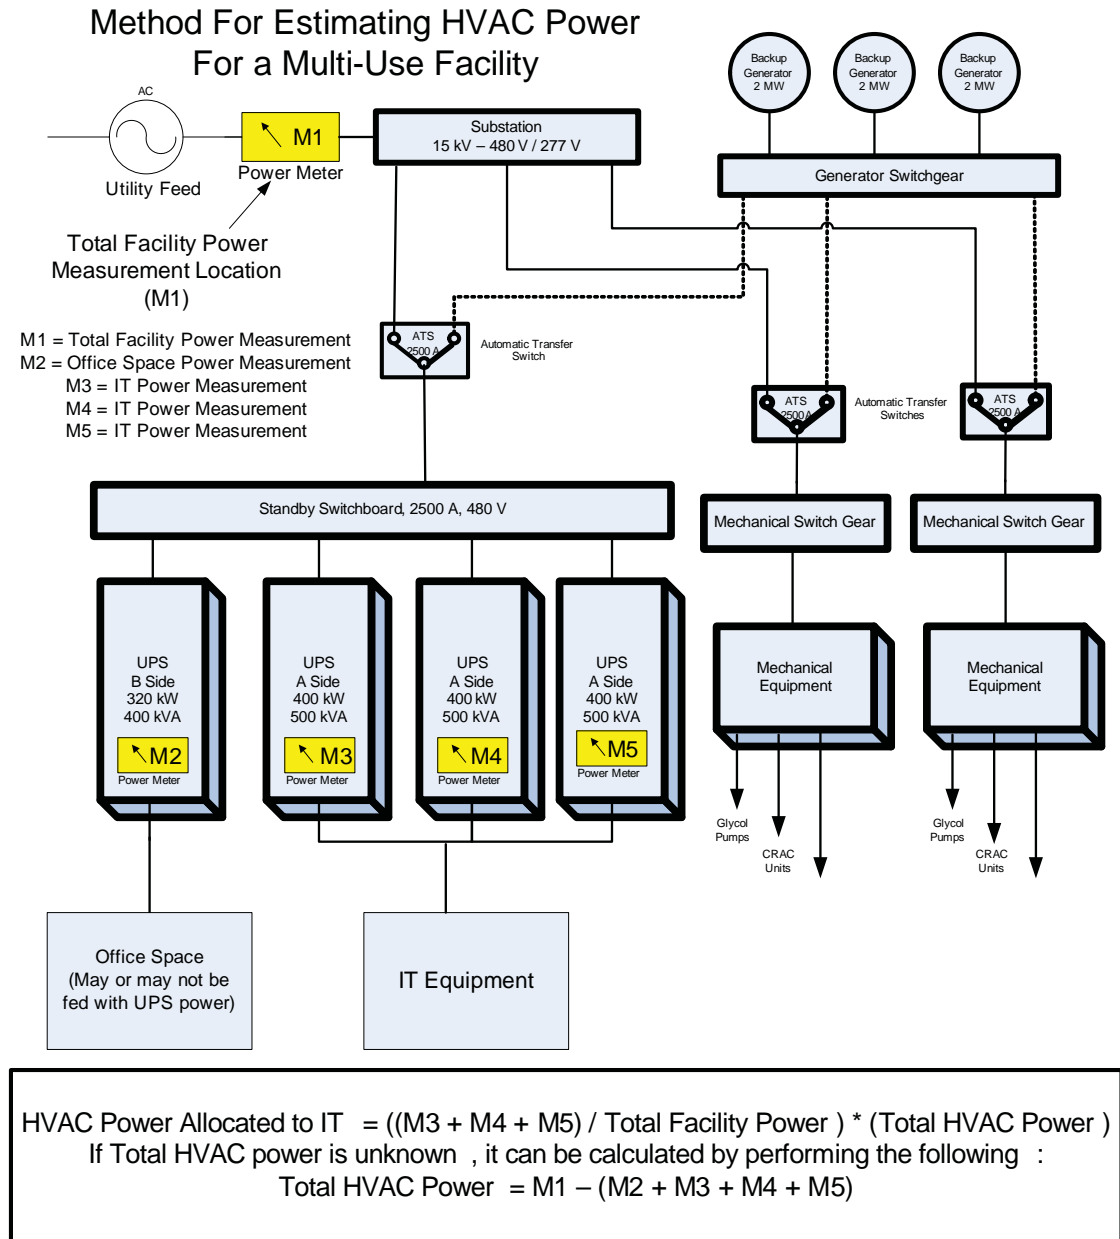 Method For Estimating HVAC Power
For a Multi-Use Facility
AC
Utility Feed
M1
Power Meter
Substation
15 kV – 480 V / 277 V
Backup
Generator
2 MW
Backup
Generator
2 MW
Backup
Generator
2 MW
Generator Switchgear
Total Facility Power
Measurement Location
(M1)
M1 = Total Facility Power Measurement
M2 = Office Space Power Measurement
M3 = IT Power Measurement
M4 = IT Power Measurement
M5 = IT Power Measurement
ATS
2500 A
Automatic Transfer
Switch
ATS
2500 A
Automatic Transfer
Switches
ATS
2500 A
Standby Switchboard, 2500 A, 480 V
Mechanical Switch Gear
Mechanical Switch Gear
UPS
B Side
320 kW
400 kVA
M2
Power Meter
UPS
A Side
400 kW
500 kVA
M3
Power Meter
UPS
A Side
400 kW
500 kVA
M4
Power Meter
UPS
A Side
400 kW
500 kVA
M5
Power Meter
Mechanical
Equipment
Mechanical
Equipment
Glycol
Pumps
CRAC
Units
Glycol
Pumps
CRAC
Units
Office Space
(May or may not be
fed with UPS power)
IT Equipment
HVAC Power Allocated to IT = ((M3 + M4 + M5) / Total Facility Power ) * (Total HVAC Power )
If Total HVAC power is unknown , it can be calculated by performing the following :
Total HVAC Power = M1 – (M2 + M3 + M4 + M5)